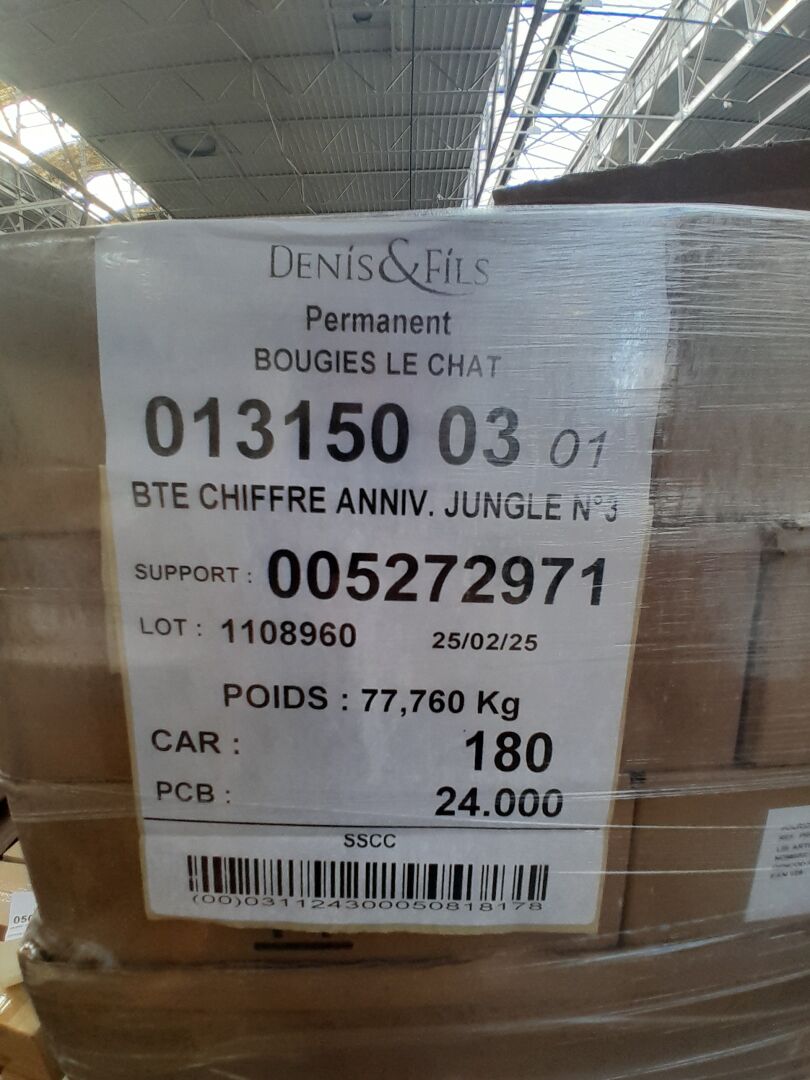 DENIS&FILS
Permanent
BOUGIES LE CHAT
013150 03 01
BTE CHIFFRE ANNIV. JUNGLE N°3
SUPPORT : 005272971
LOT : 1108960 25/02/25
POIDS : 77,760 Kg
CAR : 180
PCB : 24.000
SSCC
(00)031124300050818178